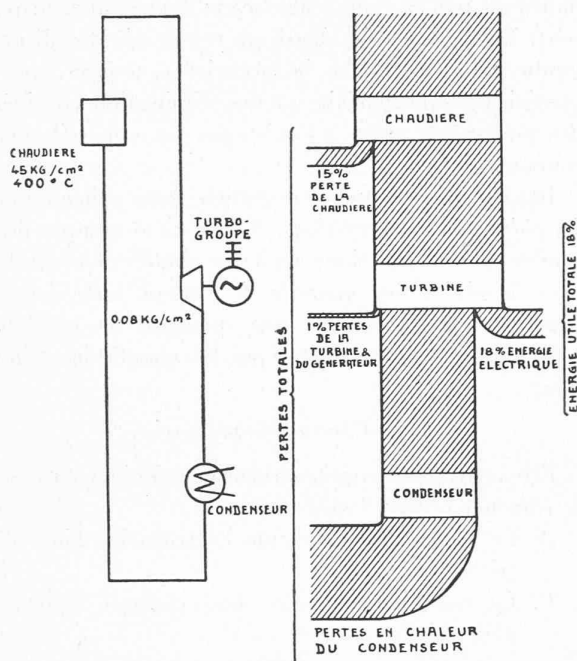 CHAUDIERE
45 KG/cm²
400 ° C
TURBO-
GROUPE
0.08 KG/cm²
CONDENSEUR
PERTES TOTALES
CHAUDIERE
15%
PERTE
DE LA
CHAUDIERE
TURBINE
1% PERTES
DE LA
TURBINE &
DU GENERATEUR
18% ENERGIE
ELECTRIQUE
CONDENSEUR
PERTES EN CHALEUR
DU CONDENSEUR
ENERGIE UTILE TOTALE 18%